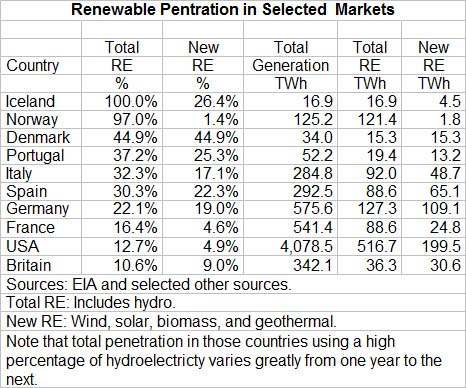 Renewable Pentration in Selected Markets
Total New Total Total New
Country RE RE Generation RE RE
% % TWh TWh TWh
Iceland 100.0% 26.4% 16.9 16.9 4.5
Norway 97.0% 1.4% 125.2 121.4 1.8
Denmark 44.9% 44.9% 34.0 15.3 15.3
Portugal 37.2% 25.3% 52.2 19.4 13.2
Italy 32.3% 17.1% 284.8 92.0 48.7
Spain 30.3% 22.3% 292.5 88.6 65.1
Germany 22.1% 19.0% 575.6 127.3 109.1
France 16.4% 4.6% 541.4 88.6 24.8
USA 12.7% 4.9% 4,078.5 516.7 199.5
Britain 10.6% 9.0% 342.1 36.3 30.6
Sources: EIA and selected other sources.
Total RE: Includes hydro.
New RE: Wind, solar, biomass, and geothermal.
Note that total penetration in those countries using a high
percentage of hydroelectricty varies greatly from one year to the
next.